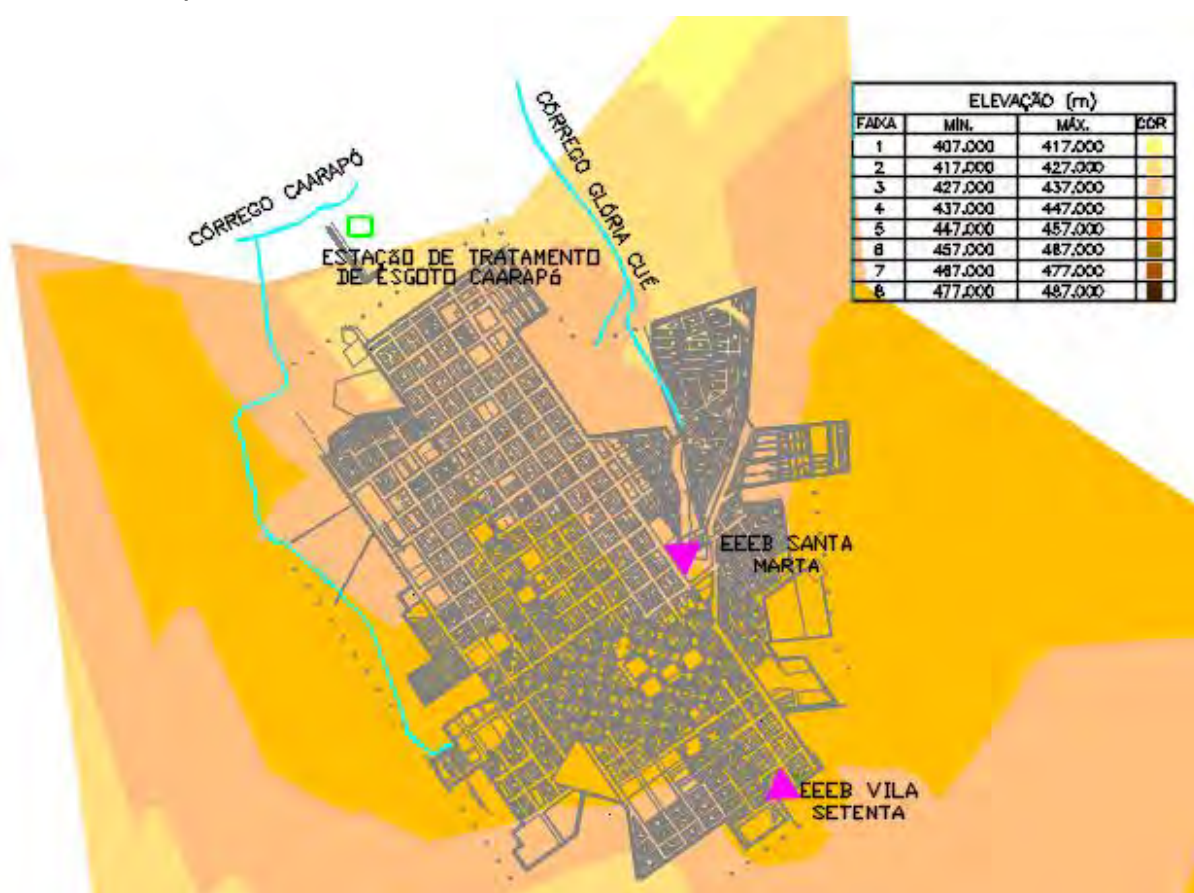 ELEVAÇÃO (m)
FAIXA MÍN. MÁX. COR
1 407.000 417.000
2 417.000 427.000
3 427.000 437.000
4 437.000 447.000
5 447.000 457.000
6 457.000 467.000
7 467.000 477.000
8 477.000 487.000
CÓRREGO CAARAPÓ
CÓRREGO GLÓRIA CUÊ
ESTAÇÃO DE TRATAMENTO
DE ESGOTO CAARAPÓ
EEEB SANTA
MARTA
EEEB VILA
SETENTA